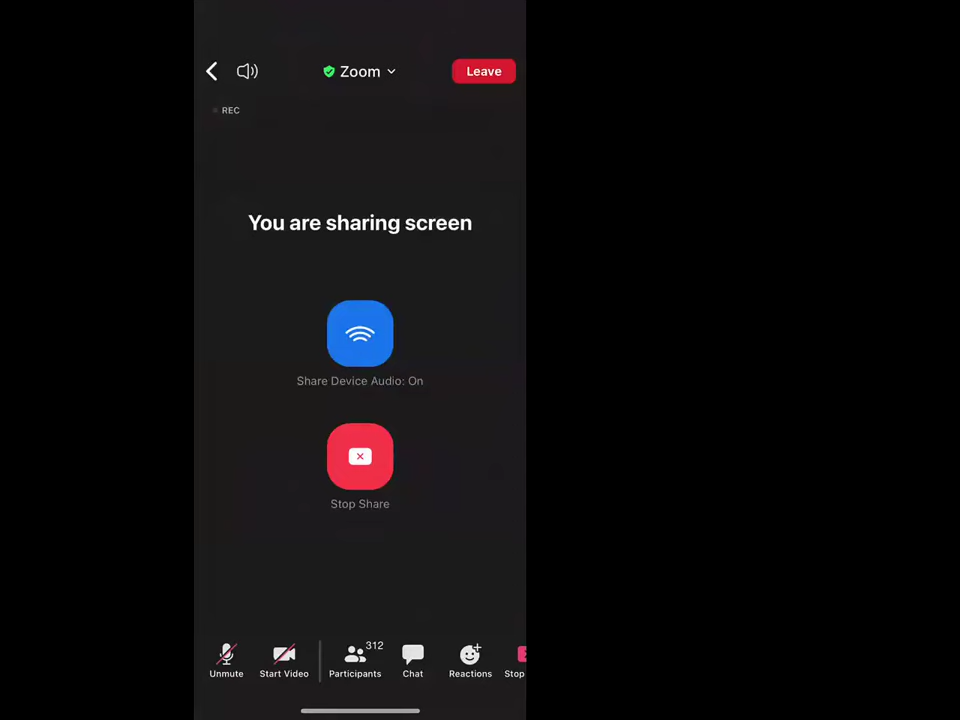 Zoom
Leave
REC
You are sharing screen
Share Device Audio: On
Stop Share
312
Unmute
Start Video
Participants
Chat
Reactions
Stop